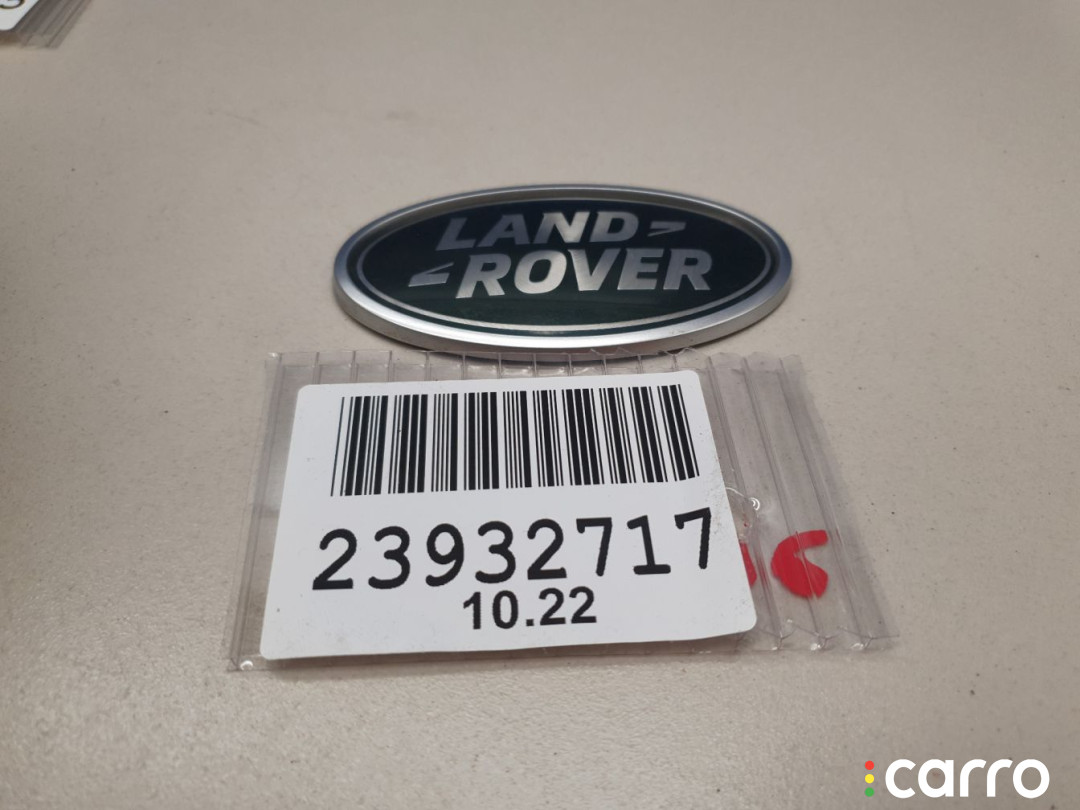 LAND
ROVER
23932717
10.22
carro